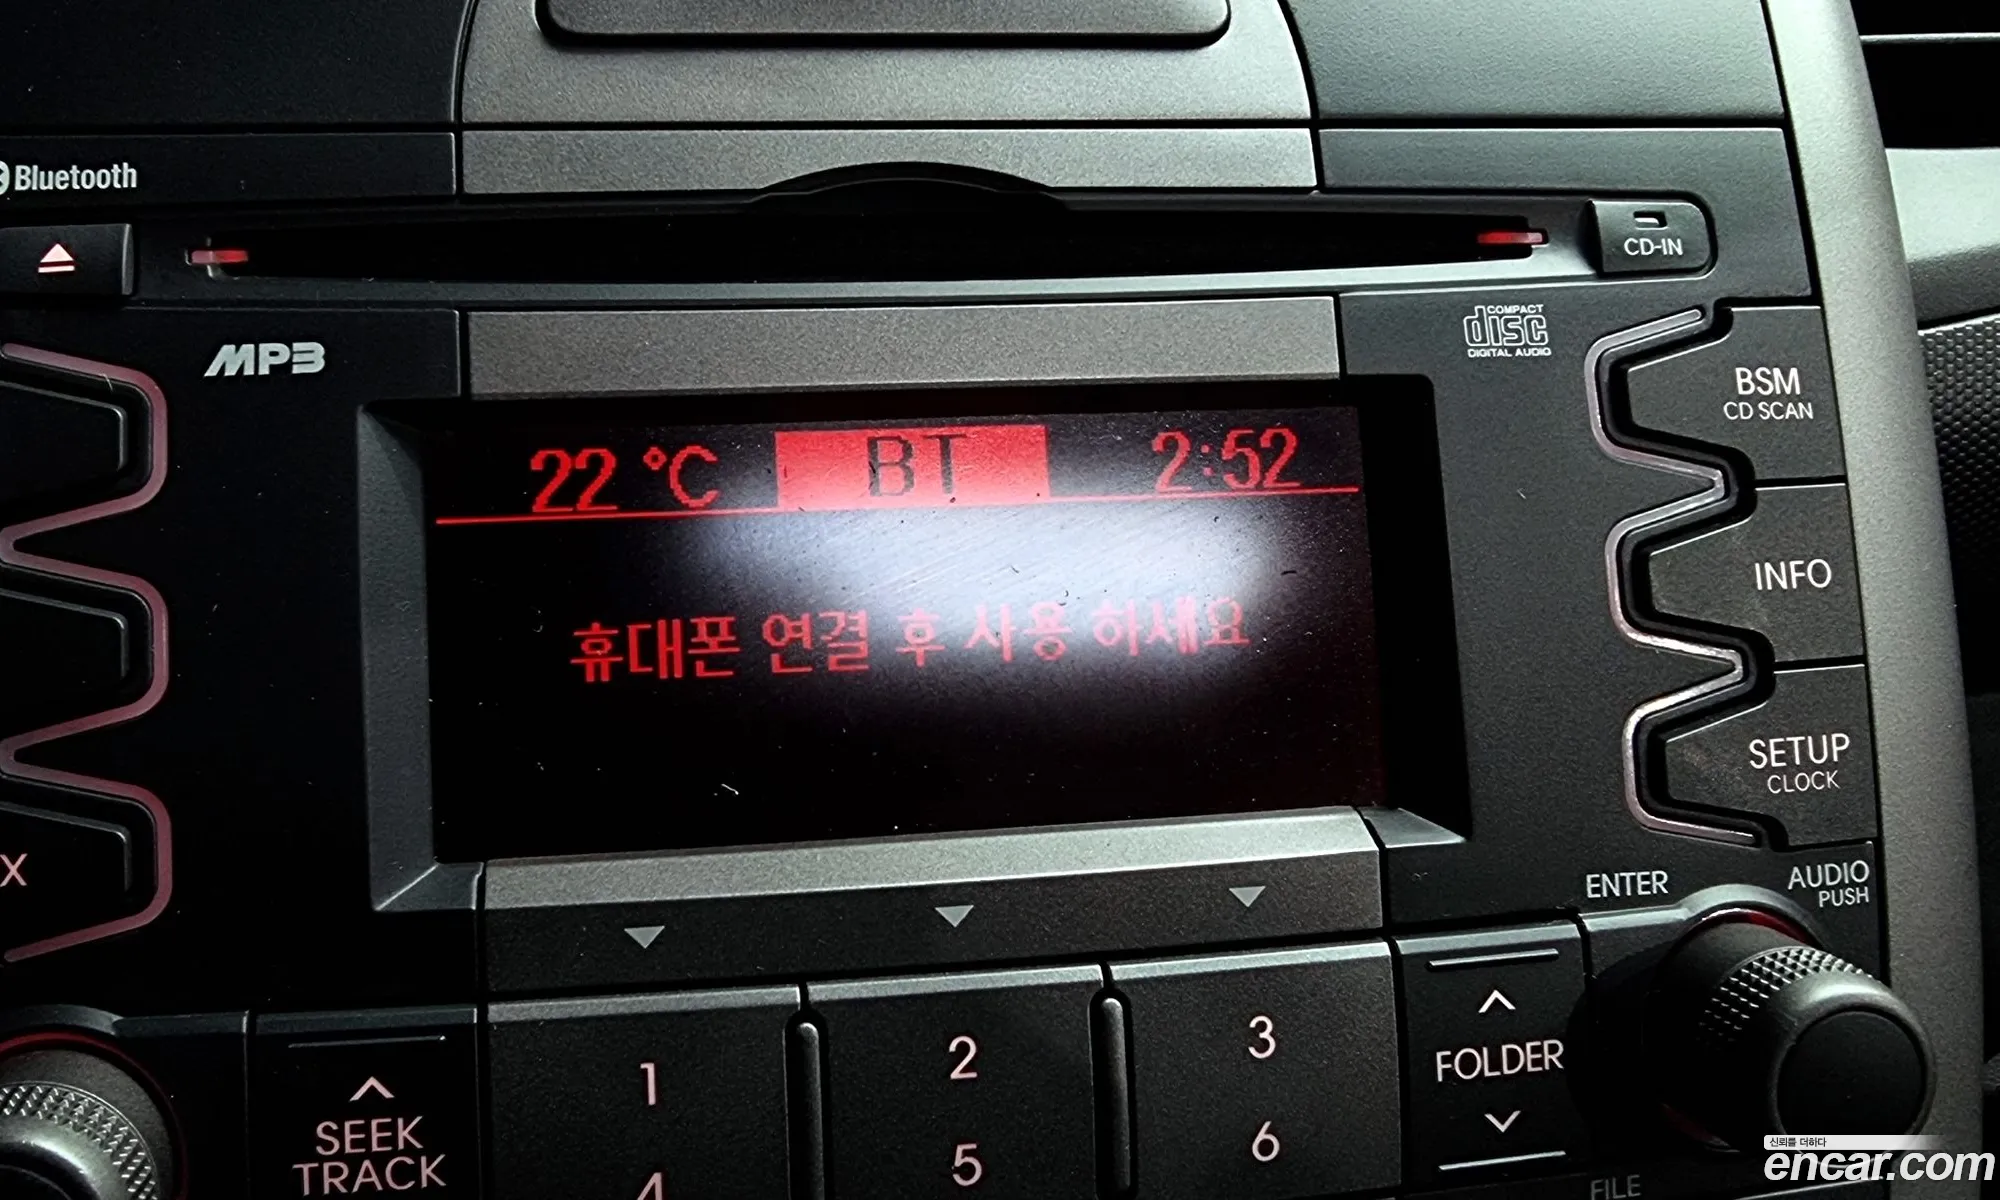 Bluetooth
CD-IN
MP3
COMPACT
disc
DIGITAL AUDIO
BSM
CD SCAN
22 °C BT 2:52
INFO
휴대폰 연결 후 사용 하세요
SETUP
CLOCK
X
ENTER
AUDIO
PUSH
1
2
3
FOLDER
SEEK
TRACK
4
5
6
FILE
신뢰를 더하다
encar.com